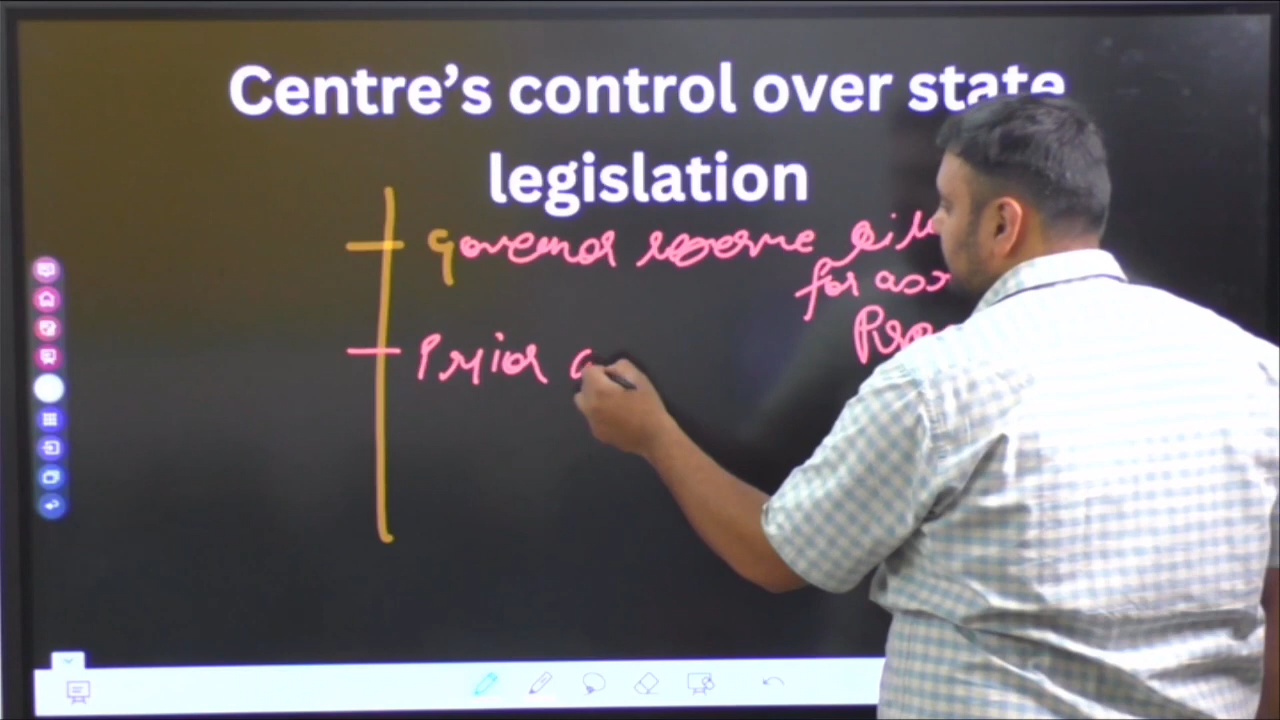 Centre's control over state
legislation
Governor reserve
for
Prior